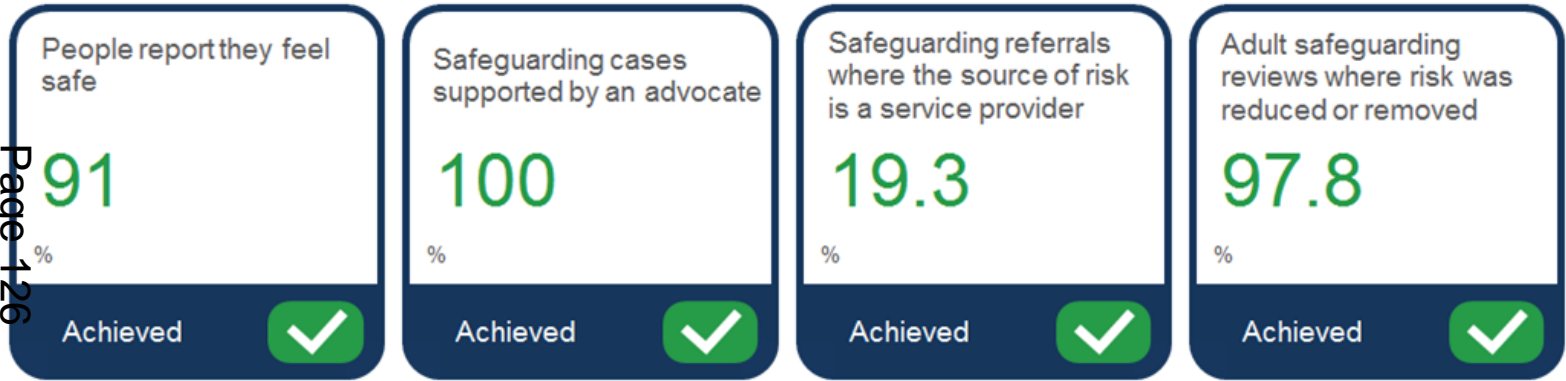 People report they feel
safe
91
%
Achieved
Safeguarding cases
supported by an advocate
100
%
Achieved
Safeguarding referrals
where the source of risk
is a service provider
19.3
%
Achieved
Adult safeguarding
reviews where risk was
reduced or removed
97.8
%
Achieved
Page 126